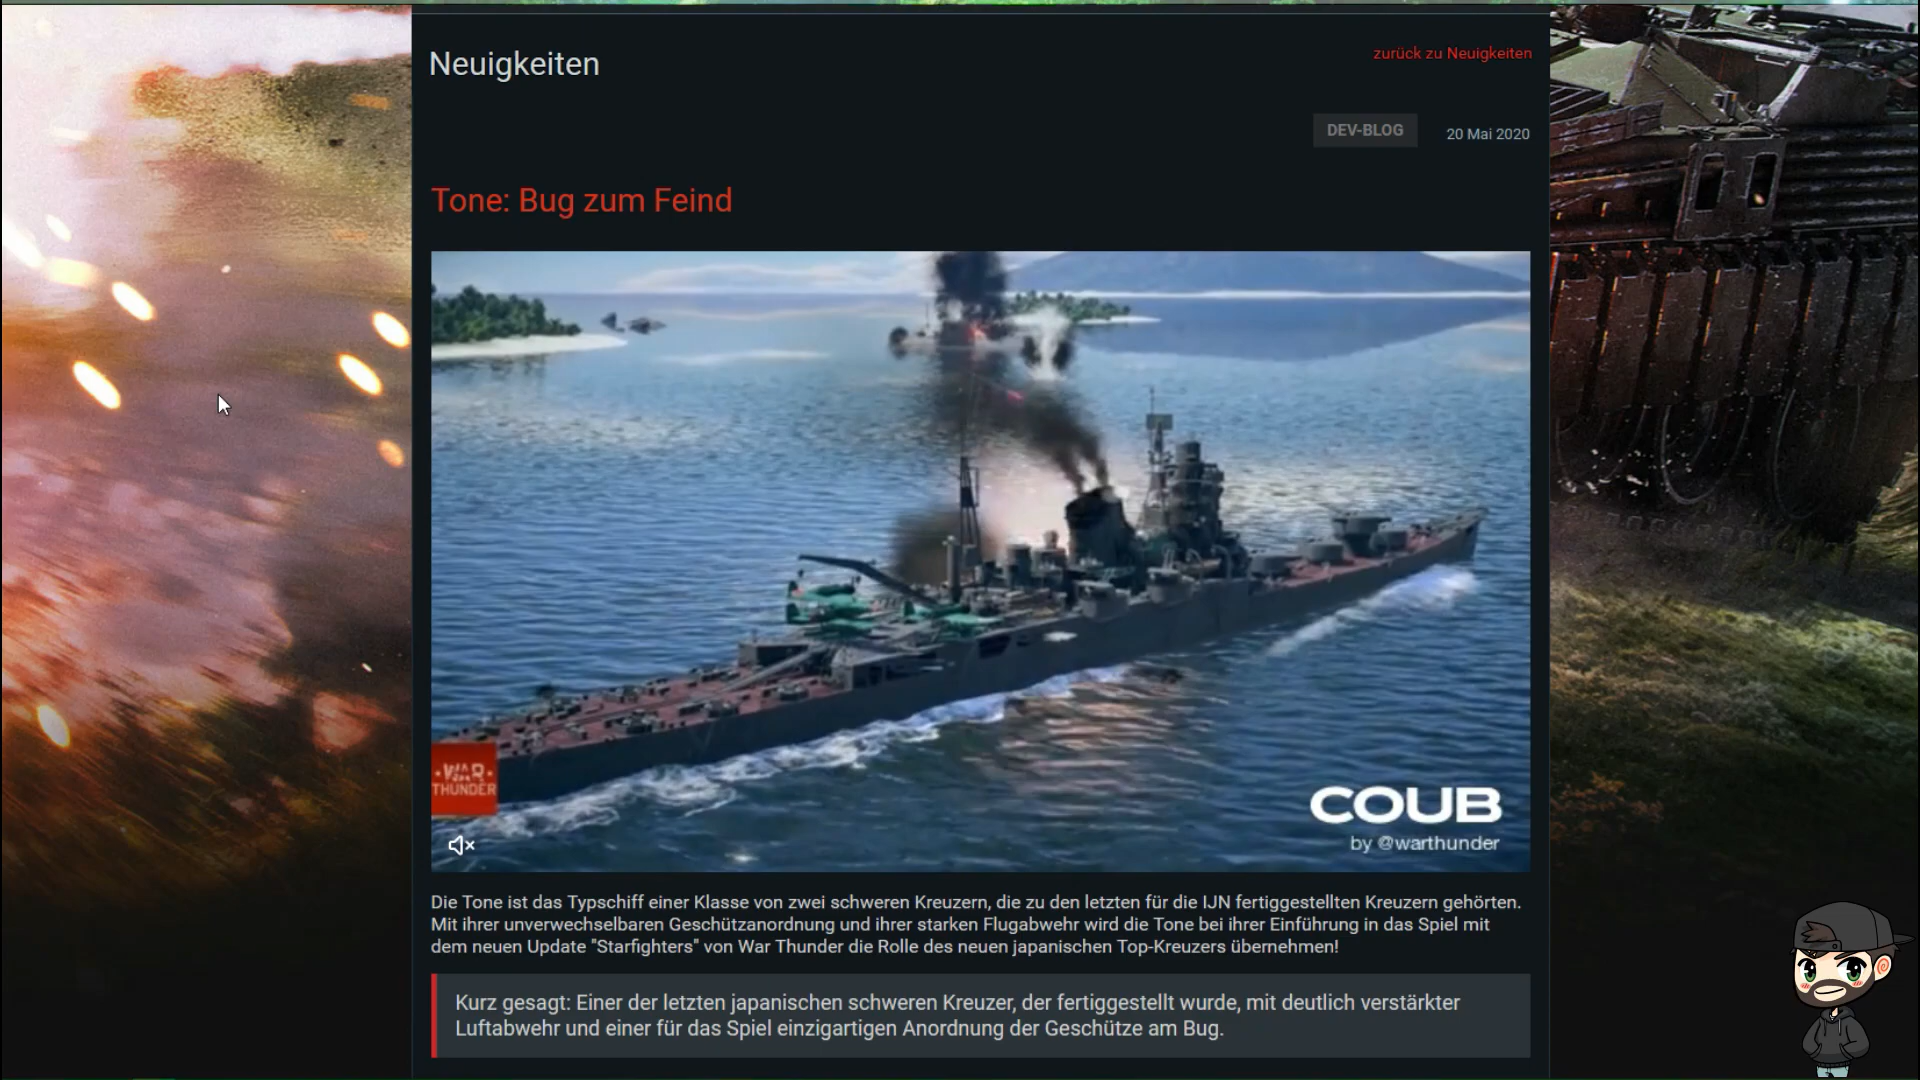 Neuigkeiten
zurück zu Neuigkeiten
DEV-BLOG
20 Mai 2020
Tone: Bug zum Feind
WAR
THUNDER
COUB
by @warthunder
Die Tone ist das Typschiff einer Klasse von zwei schweren Kreuzern, die zu den letzten für die IJN fertiggestellten Kreuzern gehörten.
Mit ihrer unverwechselbaren Geschützanordnung und ihrer starken Flugabwehr wird die Tone bei ihrer Einführung in das Spiel mit
dem neuen Update "Starfighters" von War Thunder die Rolle des neuen japanischen Top-Kreuzers übernehmen!
Kurz gesagt: Einer der letzten japanischen schweren Kreuzer, der fertiggestellt wurde, mit deutlich verstärkter
Luftabwehr und einer für das Spiel einzigartigen Anordnung der Geschütze am Bug.